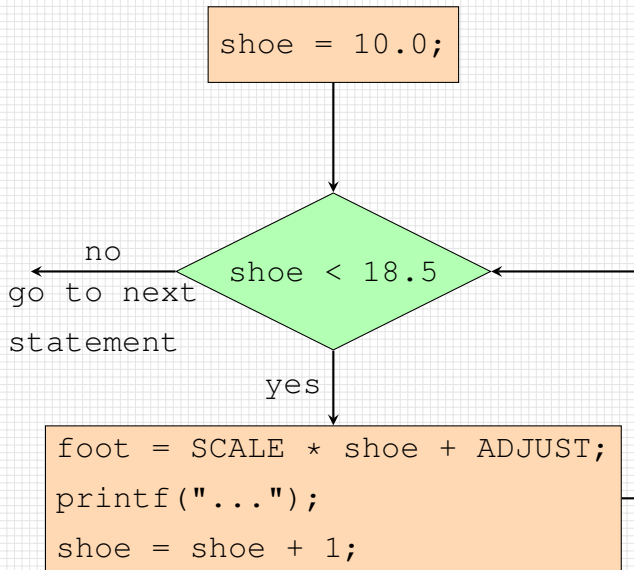 shoe = 10.0;
shoe < 18.5
no
go to next
statement
yes
foot = SCALE * shoe + ADJUST;
printf("...");
shoe = shoe + 1;